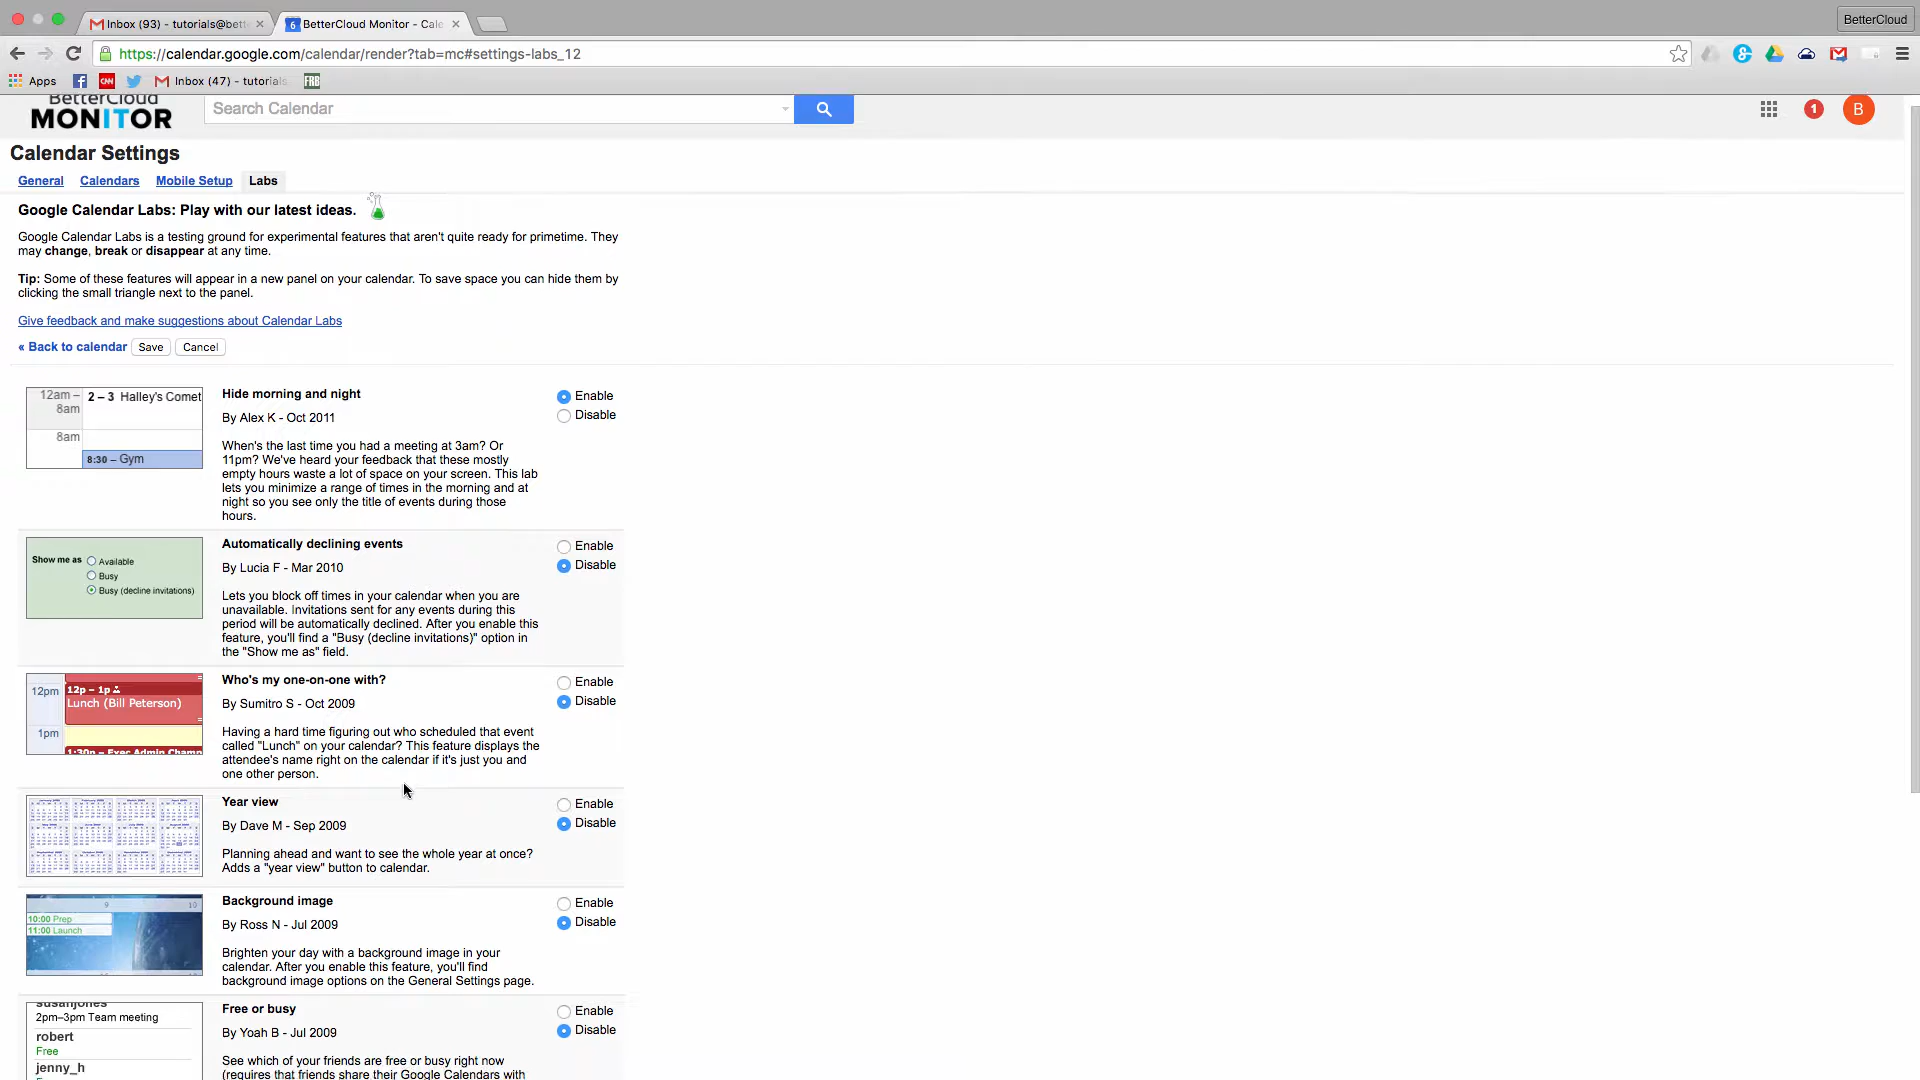 Inbox (93) - tutorials@bett
BetterCloud Monitor - Cale
BetterCloud
https://calendar.google.com/calendar/render?tab=mc#settings-labs_12
Apps
CNN
Inbox (47) - tutorials
FRB
BetterCloud
MONITOR
Search Calendar
1
B
Calendar Settings
General Calendars Mobile Setup Labs
Google Calendar Labs: Play with our latest ideas.
Google Calendar Labs is a testing ground for experimental features that aren't quite ready for primetime. They
may change, break or disappear at any time.
Tip: Some of these features will appear in a new panel on your calendar. To save space you can hide them by
clicking the small triangle next to the panel.
Give feedback and make suggestions about Calendar Labs
« Back to calendar Save Cancel
12am –
8am
2 – 3 Halley's Comet
8am
8:30 – Gym
Hide morning and night
By Alex K - Oct 2011
When's the last time you had a meeting at 3am? Or
11pm? We've heard your feedback that these mostly
empty hours waste a lot of space on your screen. This lab
lets you minimize a range of times in the morning and at
night so you see only the title of events during those
hours.
Enable
Disable
Show me as Available
Busy
Busy (decline invitations)
Automatically declining events
By Lucia F - Mar 2010
Lets you block off times in your calendar when you are
unavailable. Invitations sent for any events during this
period will be automatically declined. After you enable this
feature, you'll find a "Busy (decline invitations)" option in
the "Show me as" field.
Enable
Disable
12pm
12p – 1p
Lunch (Bill Peterson)
1pm
1:30p – Exec Admin Champ
Who's my one-on-one with?
By Sumitro S - Oct 2009
Having a hard time figuring out who scheduled that event
called "Lunch" on your calendar? This feature displays the
attendee's name right on the calendar if it's just you and
one other person.
Enable
Disable
Year view
By Dave M - Sep 2009
Planning ahead and want to see the whole year at once?
Adds a "year view" button to calendar.
Enable
Disable
9 10
10:00 Prep
11:00 Launch
Background image
By Ross N - Jul 2009
Brighten your day with a background image in your
calendar. After you enable this feature, you'll find
background image options on the General Settings page.
Enable
Disable
susanjones
2pm–3pm Team meeting
robert
Free
jenny_h
Free or busy
By Yoah B - Jul 2009
See which of your friends are free or busy right now
(requires that friends share their Google Calendars with
Enable
Disable